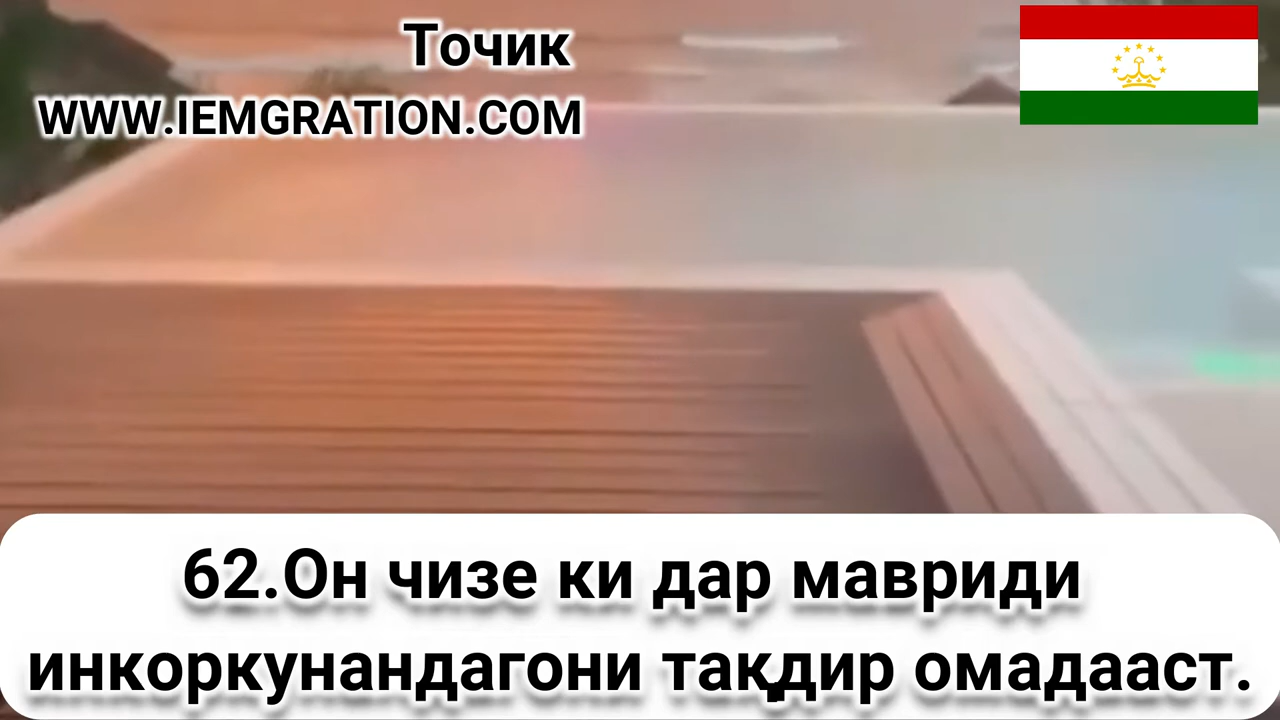 Точик
WWW.IEMGRATION.COM
62.Он чизе ки дар мавриди
инкоркунандагони тақдир омадааст.